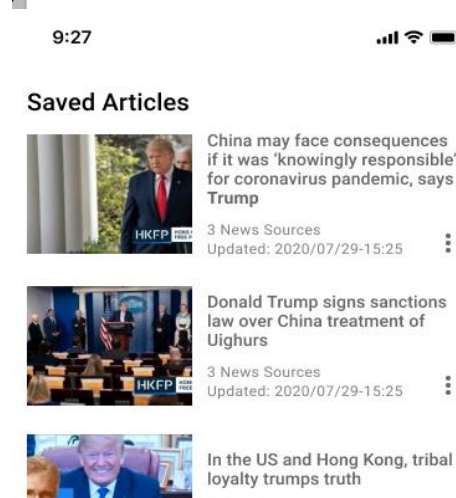 9:27
Saved Articles
China may face consequences
if it was ‘knowingly responsible’
for coronavirus pandemic, says
Trump
HKFP
3 News Sources
Updated: 2020/07/29-15:25
Donald Trump signs sanctions
law over China treatment of
Uighurs
HKFP
3 News Sources
Updated: 2020/07/29-15:25
In the US and Hong Kong, tribal
loyalty trumps truth